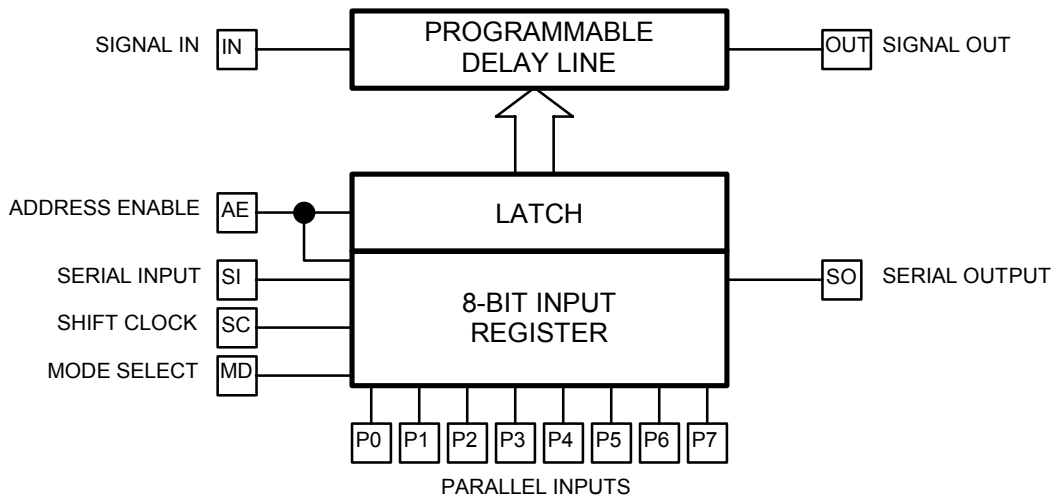 SIGNAL IN IN PROGRAMMABLE OUT SIGNAL OUT
DELAY LINE
ADDRESS ENABLE AE LATCH
SERIAL INPUT SI SO SERIAL OUTPUT
8-BIT INPUT
SHIFT CLOCK SC REGISTER
MODE SELECT MD
P0 P1 P2 P3 P4 P5 P6 P7
PARALLEL INPUTS